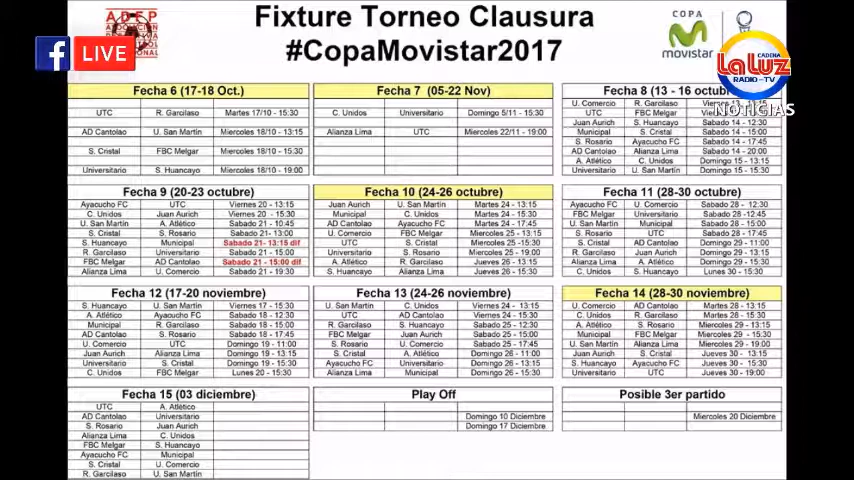 ADFP
Fixture Torneo Clausura
#CopaMovistar2017
COPA
movistar
f LIVE
CADENA
La Luz
RADIO - TV
NOTICIAS
Fecha 6 (17-18 Oct.)
UTC R. Garcilaso Martes 17/10 - 15:30
AD Cantolao U. San Martín Miercoles 18/10 - 13:15
S. Cristal FBC Melgar Miercoles 18/10 - 15:30
Universitario S. Huancayo Miercoles 18/10 - 19:00
Fecha 7 (05-22 Nov)
C. Unidos Universitario Domingo 5/11 - 15:30
Alianza Lima UTC Miercoles 22/11 - 19:00
Fecha 8 (13 - 16 octub
U. Comercio R. Garcilaso
UTC FBC Melgar
Juan Aurich S. Huancayo Sabado 14 - 12:30
Municipal S. Cristal Sabado 14 - 15:00
S. Rosario Ayacucho FC Sabado 14 - 17:45
AD Cantolao Alianza Lima Sabado 14 - 20:00
A. Atlético C. Unidos Domingo 15 - 13:15
Universitario U. San Martín Domingo 15 - 15:30
Fecha 9 (20-23 octubre)
Ayacucho FC UTC Viernes 20 - 13:15
C. Unidos Juan Aurich Viernes 20 - 15:30
U. San Martín A. Atlético Sabado 21 - 10:45
S. Cristal S. Rosario Sabado 21- 13:00
S. Huancayo Municipal Sabado 21- 13:15 dif
R. Garcilaso Universitario Sabado 21 - 15:00
FBC Melgar AD Cantolao Sabado 21 - 15:00 dif
Alianza Lima U. Comercio Sabado 21 - 19:30
Fecha 10 (24-26 octubre)
Juan Aurich U. San Martín Martes 24 - 13:15
Municipal C. Unidos Martes 24 - 15:30
AD Cantolao Ayacucho FC Martes 24 - 17:45
U. Comercio FBC Melgar Miercoles 25 - 13:15
UTC S. Cristal Miercoles 25 -15:30
Universitario S. Rosario Miercoles 25 - 19:00
A. Atlético R. Garcilaso Jueves 26 - 13:15
S. Huancayo Alianza Lima Jueves 26 - 15:30
Fecha 11 (28-30 octubre)
Ayacucho FC U. Comercio Sabado 28 - 12:30
FBC Melgar Universitario Sabado 28 -12:45
U. San Martín Municipal Sabado 28 - 15:00
S. Rosario UTC Sabado 28 - 17:45
S. Cristal AD Cantolao Domingo 29 - 11:00
R. Garcilaso Juan Aurich Domingo 29 - 13:15
Alianza Lima A. Atlético Domingo 29 - 15:30
C. Unidos S. Huancayo Lunes 30 - 15:30
Fecha 12 (17-20 noviembre)
S. Huancayo U. San Martín Viernes 17 - 15:30
A. Atlético Ayacucho FC Sabado 18 - 12:30
Municipal R. Garcilaso Sabado 18 - 15:00
AD Cantolao S. Rosario Sabado 18 - 17:45
U. Comercio UTC Domingo 19 - 11:00
Juan Aurich Alianza Lima Domingo 19 - 13:15
Universitario S. Cristal Domingo 19 - 15:30
C. Unidos FBC Melgar Lunes 20 - 15:30
Fecha 13 (24-26 noviembre)
U. San Martín C. Unidos Viernes 24 - 13:15
UTC AD Cantolao Viernes 24 - 15:30
R. Garcilaso S. Huancayo Sabado 25 - 12:30
FBC Melgar Juan Aurich Sabado 25 - 15:00
S. Rosario U. Comercio Sabado 25 - 17:45
S. Cristal A. Atlético Domingo 26 - 11:00
Ayacucho FC Universitario Domingo 26 - 13:15
Alianza Lima Municipal Domingo 26 - 15:30
Fecha 14 (28-30 noviembre)
U. Comercio AD Cantolao Martes 28 - 13:15
C. Unidos R. Garcilaso Martes 28 - 15:30
A. Atlético S. Rosario Miercoles 29 - 13:15
Municipal FBC Melgar Miercoles 29 - 15:30
U. San Martín Alianza Lima Miercoles 29 - 19:00
Juan Aurich S. Cristal Jueves 30 - 13:15
S. Huancayo Ayacucho FC Jueves 30 - 15:30
Universitario UTC Jueves 30 - 19:00
Fecha 15 (03 diciembre)
UTC A. Atlético
AD Cantolao Universitario
S. Rosario Juan Aurich
Alianza Lima C. Unidos
FBC Melgar S. Huancayo
Ayacucho FC Municipal
S. Cristal U. Comercio
R. Garcilaso U. San Martín
Play Off
Domingo 10 Diciembre
Domingo 17 Diciembre
Posible 3er partido
Miercoles 20 Diciembre